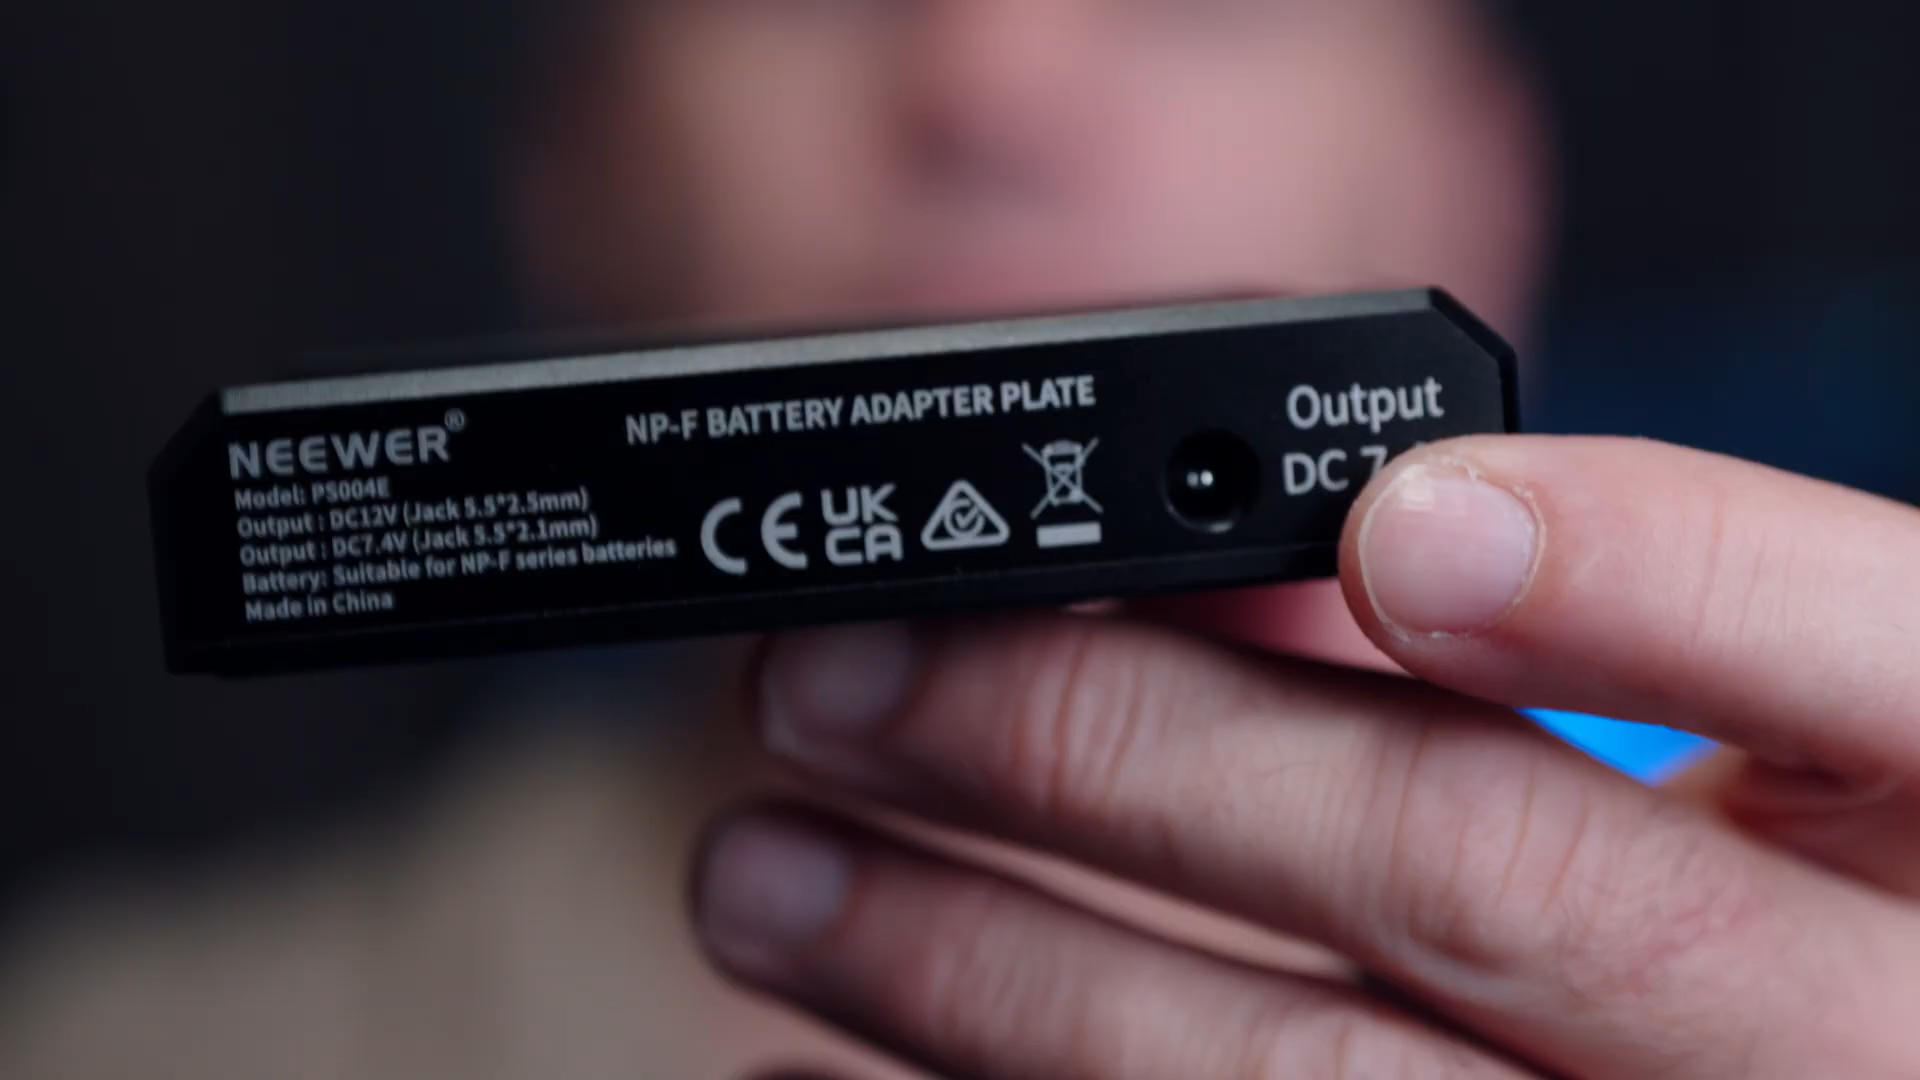 NEEWER®
Model: PS004E
Output : DC12V (Jack 5.5*2.5mm)
Output : DC7.4V (Jack 5.5*2.1mm)
Battery: Suitable for NP-F series batteries
Made in China
NP-F BATTERY ADAPTER PLATE
CE
UK
CA
Output
DC 7